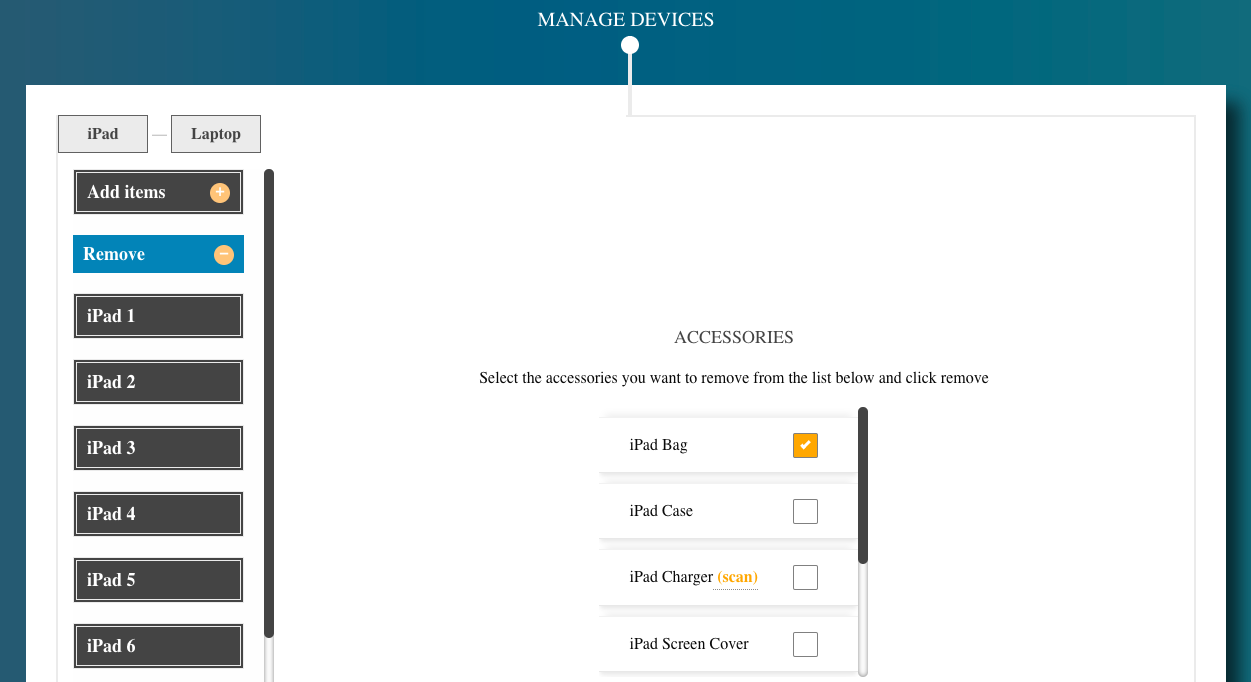 MANAGE DEVICES
iPad — Laptop
Add items +
Remove −
iPad 1
iPad 2
iPad 3
iPad 4
iPad 5
iPad 6
ACCESSORIES
Select the accessories you want to remove from the list below and click remove
iPad Bag
iPad Case
iPad Charger (scan)
iPad Screen Cover